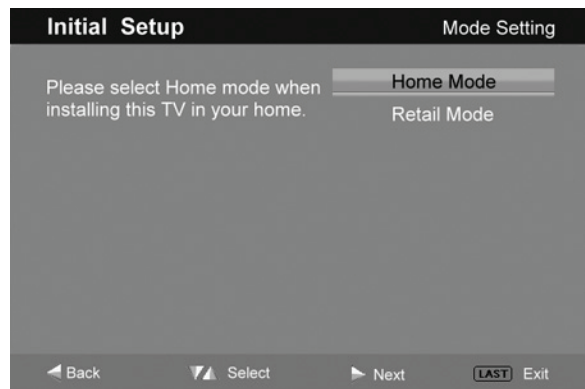 Initial Setup Mode Setting
Please select Home mode when
installing this TV in your home.
Home Mode
Retail Mode
Back Select Next LAST Exit